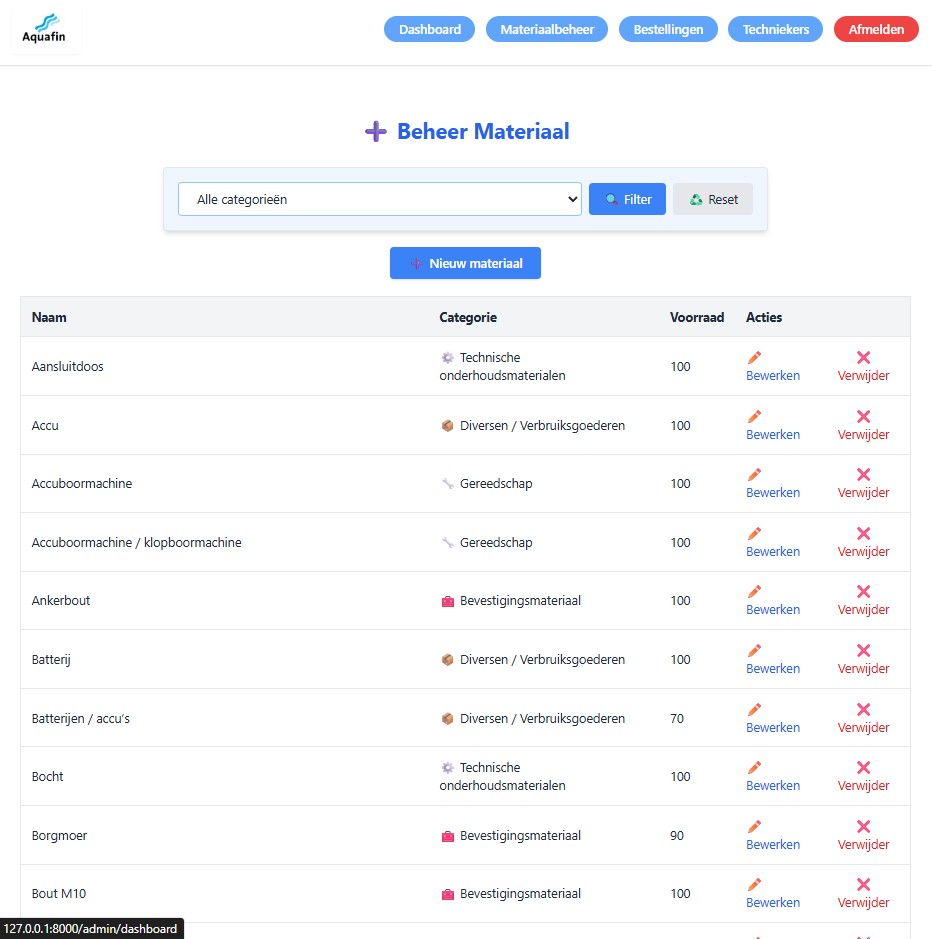 Aquafin
Dashboard Materiaalbeheer Bestellingen Techniekers Afmelden
Beheer Materiaal
Alle categorieën Filter Reset
Nieuw materiaal
Naam Categorie Voorraad Acties
Aansluitdoos Technische onderhoudsmaterialen 100 Bewerken Verwijder
Accu Diversen / Verbruiksgoederen 100 Bewerken Verwijder
Accuboormachine Gereedschap 100 Bewerken Verwijder
Accuboormachine / klopboormachine Gereedschap 100 Bewerken Verwijder
Ankerbout Bevestigingsmateriaal 100 Bewerken Verwijder
Batterij Diversen / Verbruiksgoederen 100 Bewerken Verwijder
Batterijen / accu's Diversen / Verbruiksgoederen 70 Bewerken Verwijder
Bocht Technische onderhoudsmaterialen 100 Bewerken Verwijder
Borgmoer Bevestigingsmateriaal 90 Bewerken Verwijder
Bout M10 Bevestigingsmateriaal 100 Bewerken Verwijder
127.0.0.1:8000/admin/dashboard